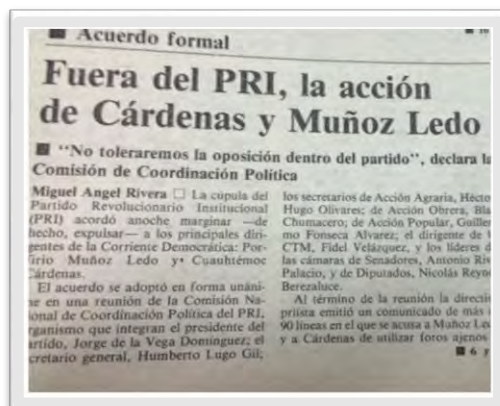 Acuerdo formal
Fuera del PRI, la acción
de Cárdenas y Muñoz Ledo
"No toleraremos la oposición dentro del partido", declara la
Comisión de Coordinación Política
Miguel Angel Rivera □ La cúpula del
Partido Revolucionario Institucional
(PRI) acordó anoche marginar —de
hecho, expulsar— a los principales diri-
gentes de la Corriente Democrática: Por-
firio Muñoz Ledo y Cuauhtémoc
Cárdenas.
El acuerdo se adoptó en forma unáni-
me en una reunión de la Comisión Na-
ional de Coordinación Política del PRI,
rganismo que integran el presidente del
artido, Jorge de la Vega Domínguez; el
cretario general, Humberto Lugo Gil;
los secretarios de Acción Agraria, Hécto
Hugo Olivares; de Acción Obrera, Bla
Chumacero; de Acción Popular, Guiller
mo Fonseca Alvarez; el dirigente de
CTM, Fidel Velázquez, y los líderes d
las cámaras de Senadores, Antonio Riv
Palacio, y de Diputados, Nicolás Reyn
Berezaluce.
Al término de la reunión la directi
priísta emitió un comunicado de más
90 líneas en el que se acusa a Muñoz Le
y a Cárdenas de utilizar foros ajenos
6 y